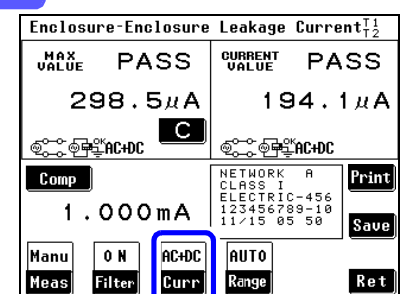 Enclosure-Enclosure Leakage Current T1 T2
MAX VALUE PASS
298.5μA
C
OK AC+DC
CURRENT VALUE PASS
194.1μA
OK AC+DC
Comp
1.000mA
NETWORK A
CLASS I
ELECTRIC-456
123456789-10
11/15 05 50
Print
Save
Manu
Meas
ON
Filter
AC+DC
Curr
AUTO
Range
Ret